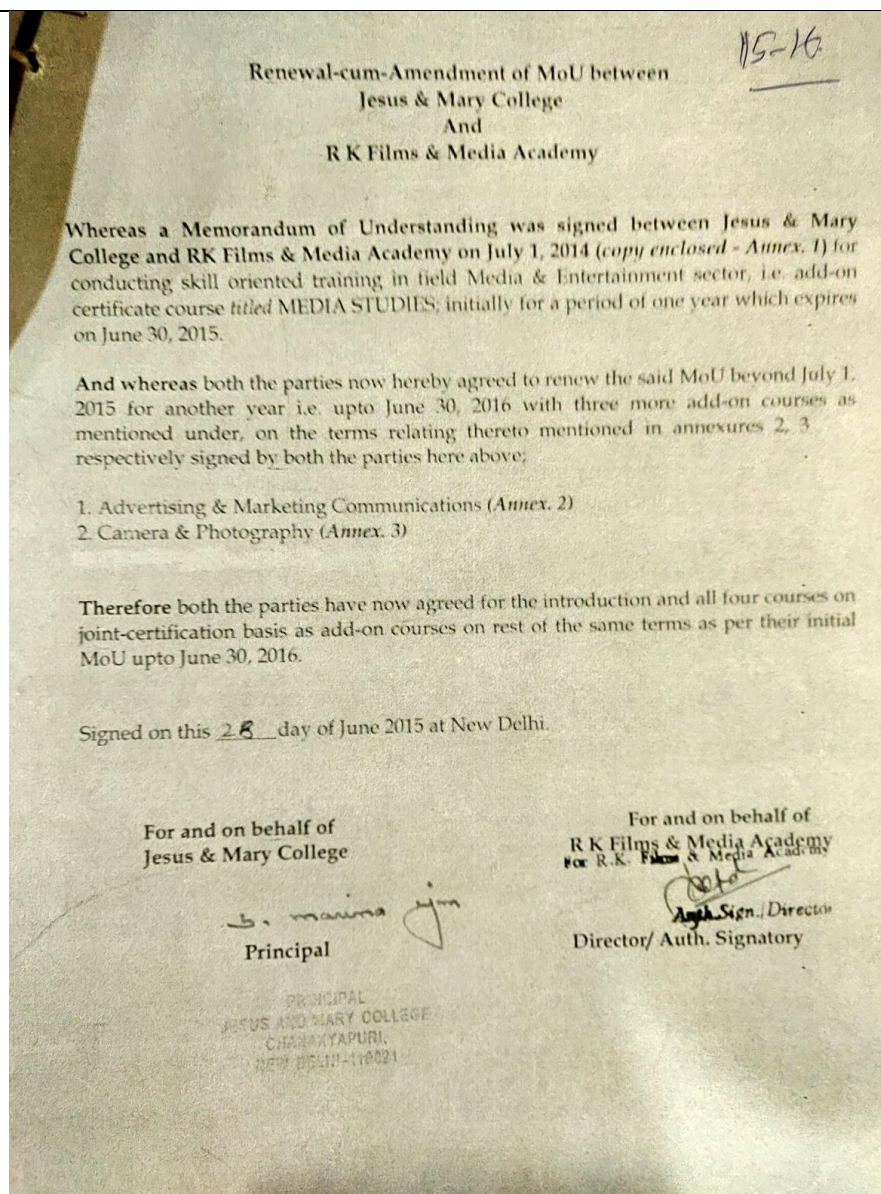 15-16
Renewal-cum-Amendment of MoU between
Jesus & Mary College
And
R K Films & Media Academy
Whereas a Memorandum of Understanding was signed between Jesus & Mary
College and RK Films & Media Academy on July 1, 2014 (copy enclosed - Annex. 1) for
conducting skill oriented training in field Media & Entertainment sector, i.e. add-on
certificate course titled MEDIA STUDIES; initially for a period of one year which expires
on June 30, 2015.
And whereas both the parties now hereby agreed to renew the said MoU beyond July 1,
2015 for another year i.e. upto June 30, 2016 with three more add-on courses as
mentioned under, on the terms relating thereto mentioned in annexures 2, 3
respectively signed by both the parties here above;
1. Advertising & Marketing Communications (Annex. 2)
2. Camera & Photography (Annex. 3)
Therefore both the parties have now agreed for the introduction and all four courses on
joint-certification basis as add-on courses on rest of the same terms as per their initial
MoU upto June 30, 2016.
Signed on this 28 day of June 2015 at New Delhi.
For and on behalf of
Jesus & Mary College
Principal
PRINCIPAL
JESUS AND MARY COLLEGE
CHANAKYAPURI,
NEW DELHI-110021
For and on behalf of
R K Films & Media Academy
For R.K. Films & Media Academy
Auth. Sign./Director
Director/ Auth. Signatory